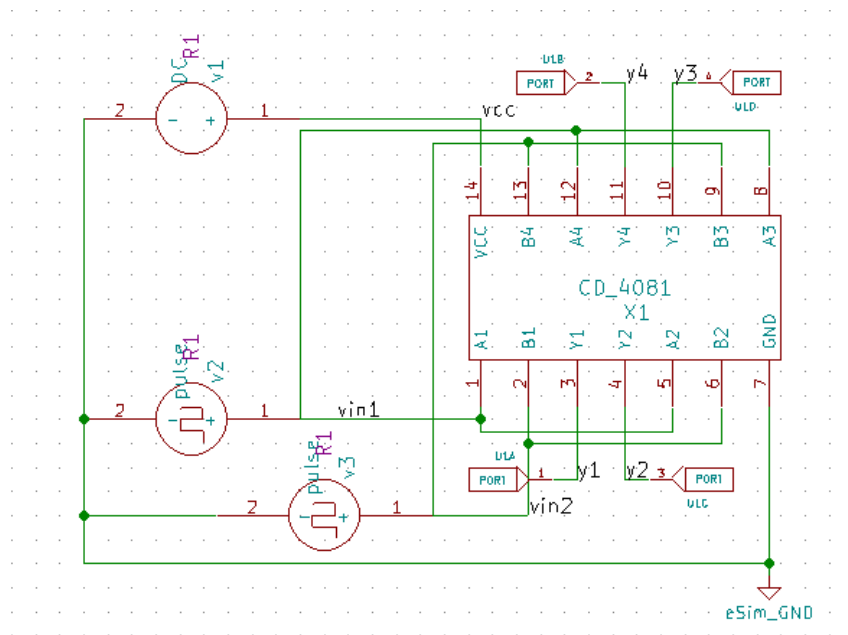 R1
DC
v1
2
-
+
1
vcc
U1B
PORT
2
y4
y3
4
PORT
U1D
14
13
12
11
10
9
8
VCC
B4
A4
Y4
Y3
B3
A3
CD_4081
X1
A1
B1
Y1
Y2
A2
B2
GND
1
2
3
4
5
6
7
R1
pulse
v2
2
-
+
1
vin1
R1
pulse
v3
2
-
+
1
U1A
PORT
1
y1
y2
3
PORT
U1C
vin2
eSim_GND